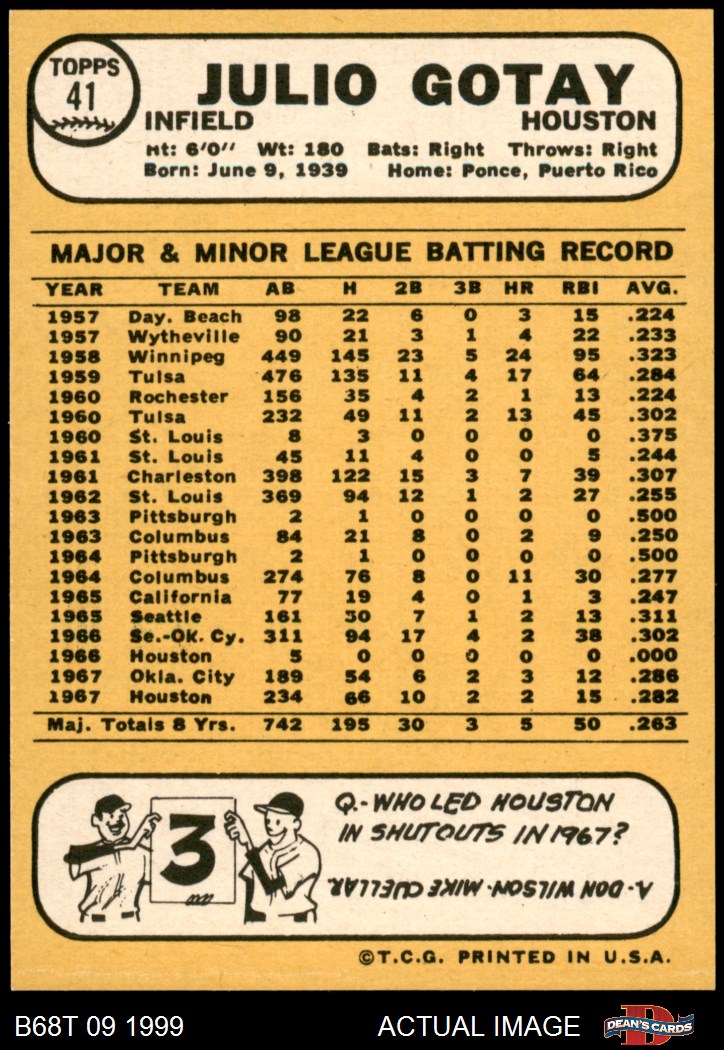 TOPPS
41
JULIO GOTAY
INFIELD HOUSTON
Ht: 6'0" Wt: 180 Bats: Right Throws: Right
Born: June 9, 1939 Home: Ponce, Puerto Rico
MAJOR & MINOR LEAGUE BATTING RECORD
YEAR TEAM AB H 2B 3B HR RBI AVG.
1957 Day. Beach 98 22 6 0 3 15 .224
1957 Wytheville 90 21 3 1 4 22 .233
1958 Winnipeg 449 145 23 5 24 95 .323
1959 Tulsa 476 135 11 4 17 64 .284
1960 Rochester 156 35 4 2 1 13 .224
1960 Tulsa 232 49 11 2 13 45 .302
1960 St. Louis 8 3 0 0 0 0 .375
1961 St. Louis 45 11 4 0 0 5 .244
1961 Charleston 398 122 15 3 7 39 .307
1962 St. Louis 369 94 12 1 2 27 .255
1963 Pittsburgh 2 1 0 0 0 0 .500
1963 Columbus 84 21 8 0 2 9 .250
1964 Pittsburgh 2 1 0 0 0 0 .500
1964 Columbus 274 76 8 0 11 30 .277
1965 California 77 19 4 0 1 3 .247
1965 Seattle 161 50 7 1 2 13 .311
1966 Se.-OK. Cy. 311 94 17 4 2 38 .302
1966 Houston 5 0 0 0 0 0 .000
1967 Okla. City 189 54 6 2 3 12 .286
1967 Houston 234 66 10 2 2 15 .282
Maj. Totals 8 Yrs. 742 195 30 3 5 50 .263
3
Q.-WHO LED HOUSTON
IN SHUTOUTS IN 1967?
A.-DON WILSON-MIKE CUELLAR
©T.C.G. PRINTED IN U.S.A.
B68T 09 1999 ACTUAL IMAGE
D
DEAN'S CARDS